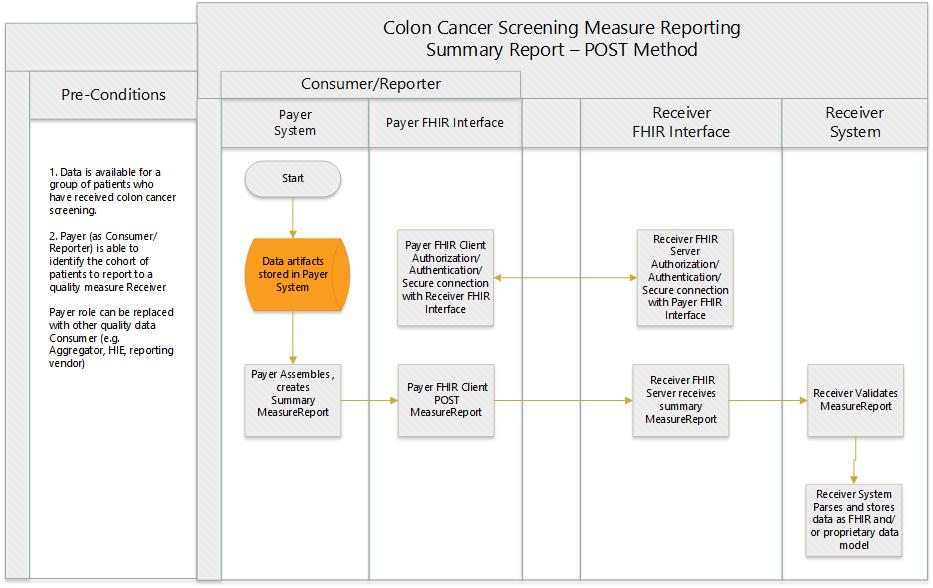 Colon Cancer Screening Measure Reporting
Summary Report – POST Method
Pre-Conditions
1. Data is available for a
group of patients who
have received colon cancer
screening.
2. Payer (as Consumer/
Reporter) is able to
identify the cohort of
patients to report to a
quality measure Receiver
Payer role can be replaced
with other quality data
Consumer (e.g.
Aggregator, HIE, reporting
vendor)
Consumer/Reporter
Payer
System
Payer FHIR Interface
Receiver
FHIR Interface
Receiver
System
Start
Data artifacts
stored in Payer
System
Payer FHIR Client
Authorization/
Authentication/
Secure connection
with Receiver FHIR
Interface
Receiver FHIR
Server
Authorization/
Authentication/
Secure connection
with Payer FHIR
Interface
Payer Assembles ,
creates
Summary
MeasureReport
Payer FHIR Client
POST
MeasureReport
Receiver FHIR
Server receives
summary
MeasureReport
Receiver Validates
MeasureReport
Receiver System
Parses and stores
data as FHIR and/
or proprietary data
model